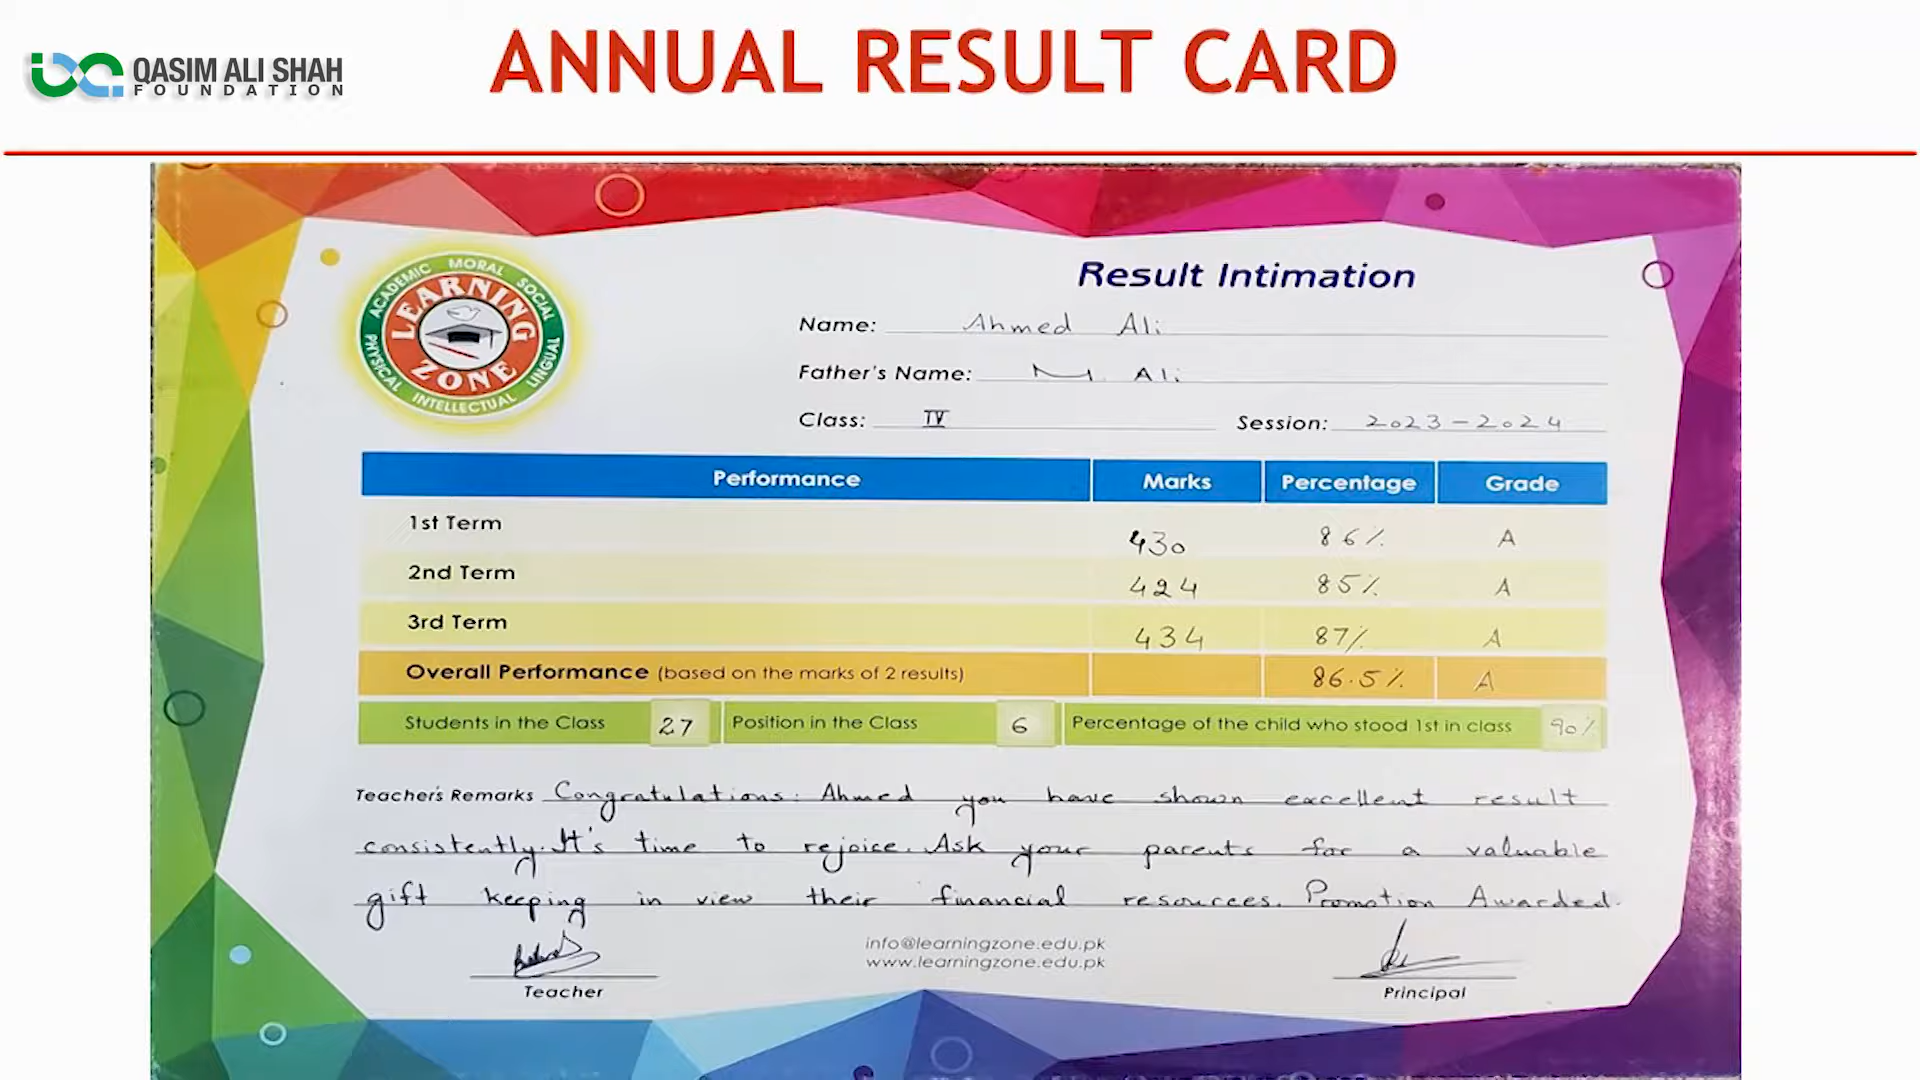 QASIM ALI SHAH
FOUNDATION
ANNUAL RESULT CARD
ACADEMIC MORAL SOCIAL LINGUAL INTELLECTUAL PHYSICAL
LEARNING
ZONE
Result Intimation
Name: Ahmed Ali
Father's Name: M. Ali
Class: IV Session: 2023-2024
Performance Marks Percentage Grade
1st Term 430 86% A
2nd Term 424 85% A
3rd Term 434 87% A
Overall Performance (based on the marks of 2 results) 86.5% A
Students in the Class 27 Position in the Class 6 Percentage of the child who stood 1st in class 90%
Teacher's Remarks Congratulations: Ahmed you have shown excellent result
consistently. It's time to rejoice. Ask your parents for a valuable
gift keeping in view their financial resources. Promotion Awarded.
info@learningzone.edu.pk
www.learningzone.edu.pk
Teacher Principal